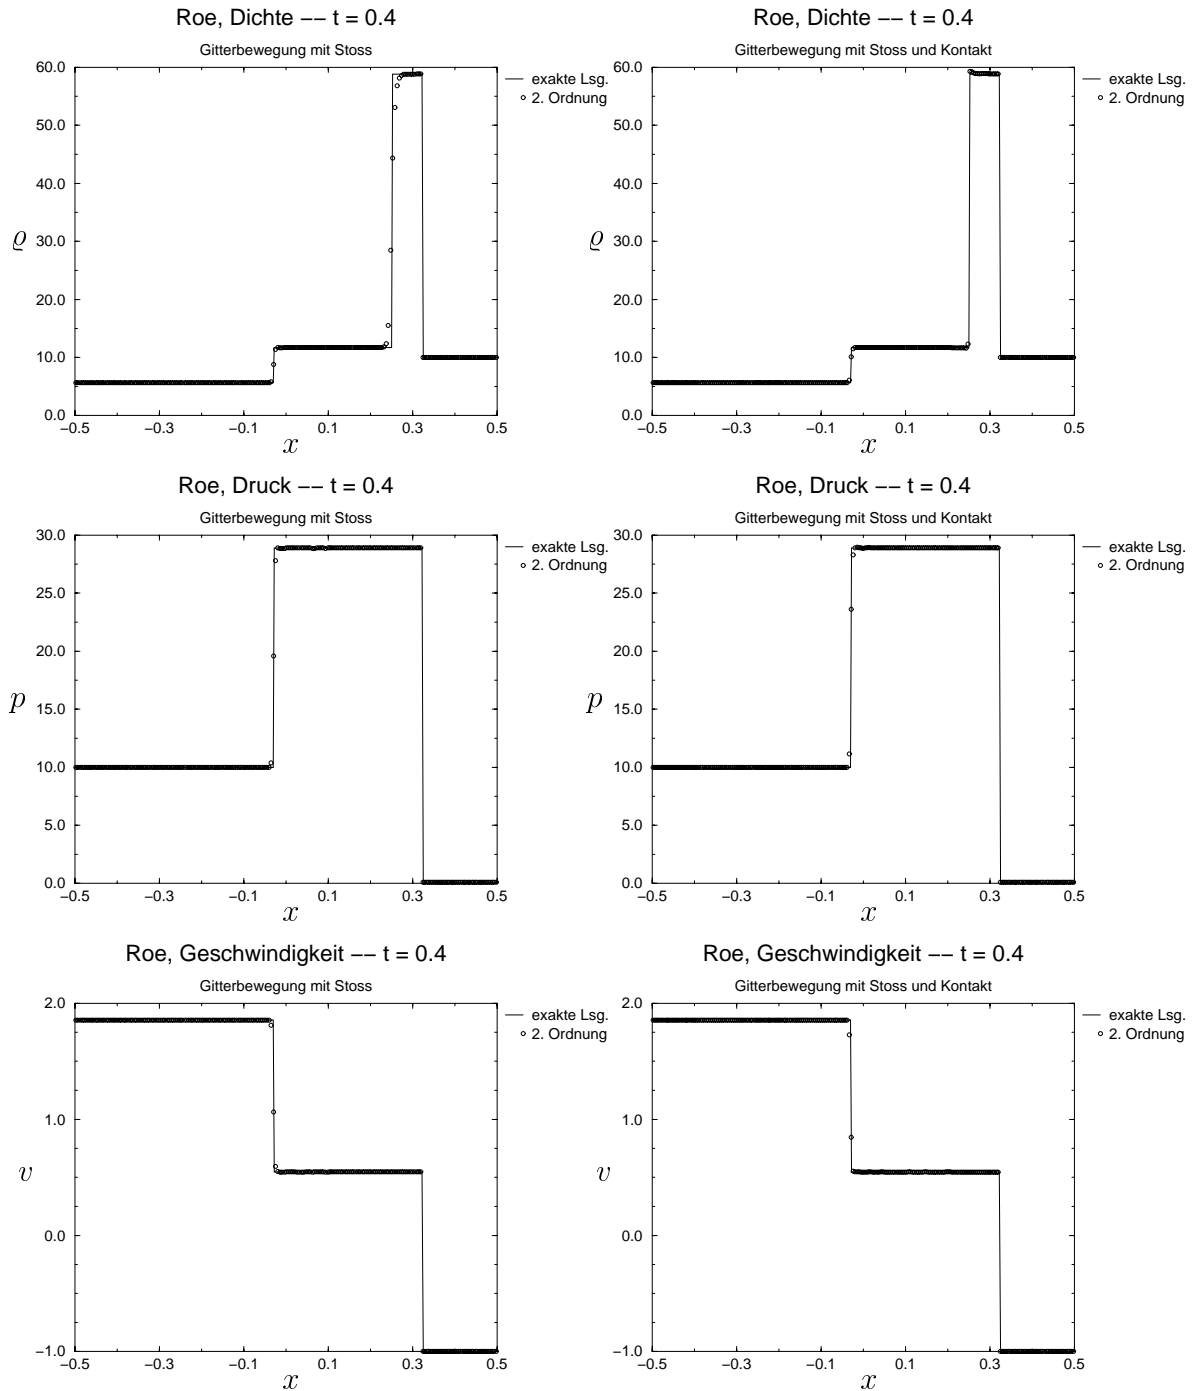 Roe, Dichte −− t = 0.4
Gitterbewegung mit Stoss
60.0
50.0
40.0
30.0
20.0
10.0
0.0
ϱ
−0.5 −0.3 −0.1 0.1 0.3 0.5
x
exakte Lsg.
2. Ordnung
Roe, Dichte −− t = 0.4
Gitterbewegung mit Stoss und Kontakt
60.0
50.0
40.0
30.0
20.0
10.0
0.0
ϱ
−0.5 −0.3 −0.1 0.1 0.3 0.5
x
exakte Lsg.
2. Ordnung
Roe, Druck −− t = 0.4
Gitterbewegung mit Stoss
30.0
25.0
20.0
15.0
10.0
5.0
0.0
p
−0.5 −0.3 −0.1 0.1 0.3 0.5
x
exakte Lsg.
2. Ordnung
Roe, Druck −− t = 0.4
Gitterbewegung mit Stoss und Kontakt
30.0
25.0
20.0
15.0
10.0
5.0
0.0
p
−0.5 −0.3 −0.1 0.1 0.3 0.5
x
exakte Lsg.
2. Ordnung
Roe, Geschwindigkeit −− t = 0.4
Gitterbewegung mit Stoss
2.0
1.0
0.0
−1.0
v
−0.5 −0.3 −0.1 0.1 0.3 0.5
x
exakte Lsg.
2. Ordnung
Roe, Geschwindigkeit −− t = 0.4
Gitterbewegung mit Stoss und Kontakt
2.0
1.0
0.0
−1.0
v
−0.5 −0.3 −0.1 0.1 0.3 0.5
x
exakte Lsg.
2. Ordnung